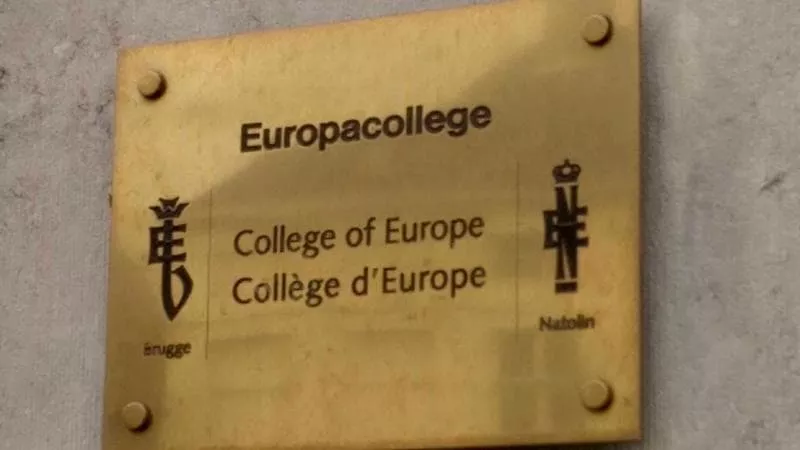 Europacollege
College of Europe
Collège d'Europe
Brugge
Natolin